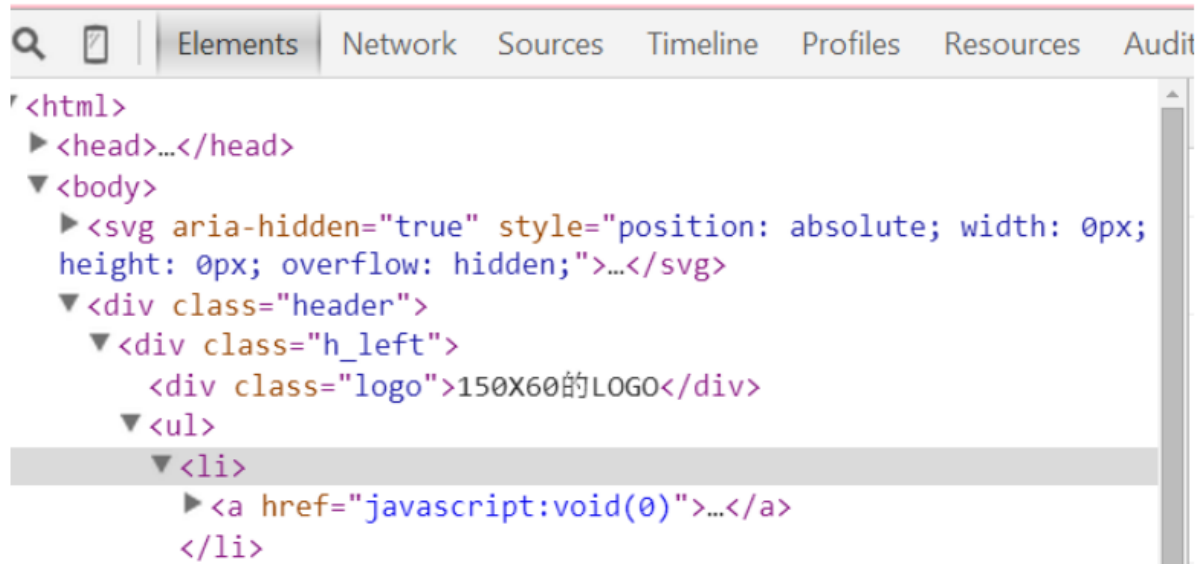 Elements Network Sources Timeline Profiles Resources Audit
<html>
<head>…</head>
<body>
<svg aria-hidden="true" style="position: absolute; width: 0px;
height: 0px; overflow: hidden;">…</svg>
<div class="header">
<div class="h_left">
<div class="logo">150X60的LOGO</div>
<ul>
<li>
<a href="javascript:void(0)">…</a>
</li>